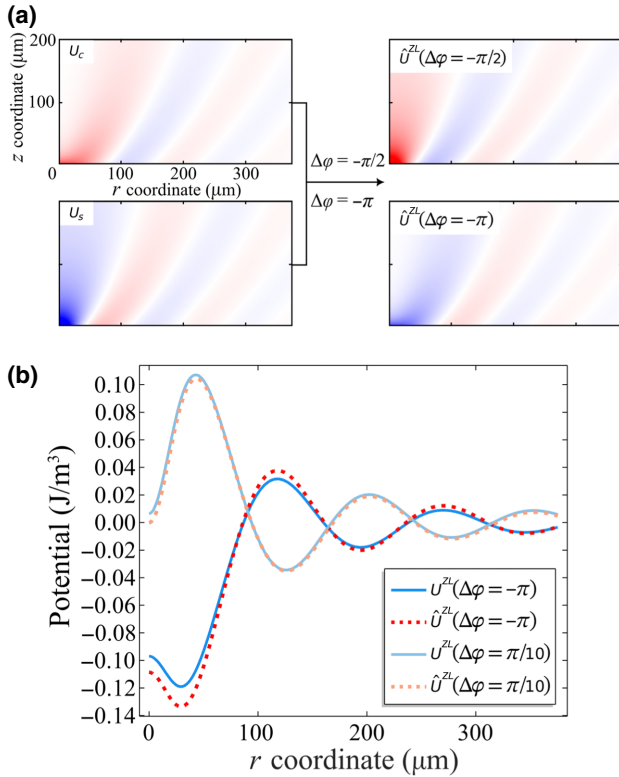 (a)
200
100
0
z coordinate (μm)
U_c
0
100
200
300
r coordinate (μm)
U_s
Δφ = −π/2
Δφ = −π
Û^ZL(Δφ = −π/2)
Û^ZL(Δφ = −π)
(b)
0.10
0.08
0.06
0.04
0.02
0.00
−0.02
−0.04
−0.06
−0.08
−0.10
−0.12
−0.14
Potential (J/m³)
U^ZL(Δφ = −π)
Û^ZL(Δφ = −π)
U^ZL(Δφ = π/10)
Û^ZL(Δφ = π/10)
0
100
200
300
r coordinate (μm)